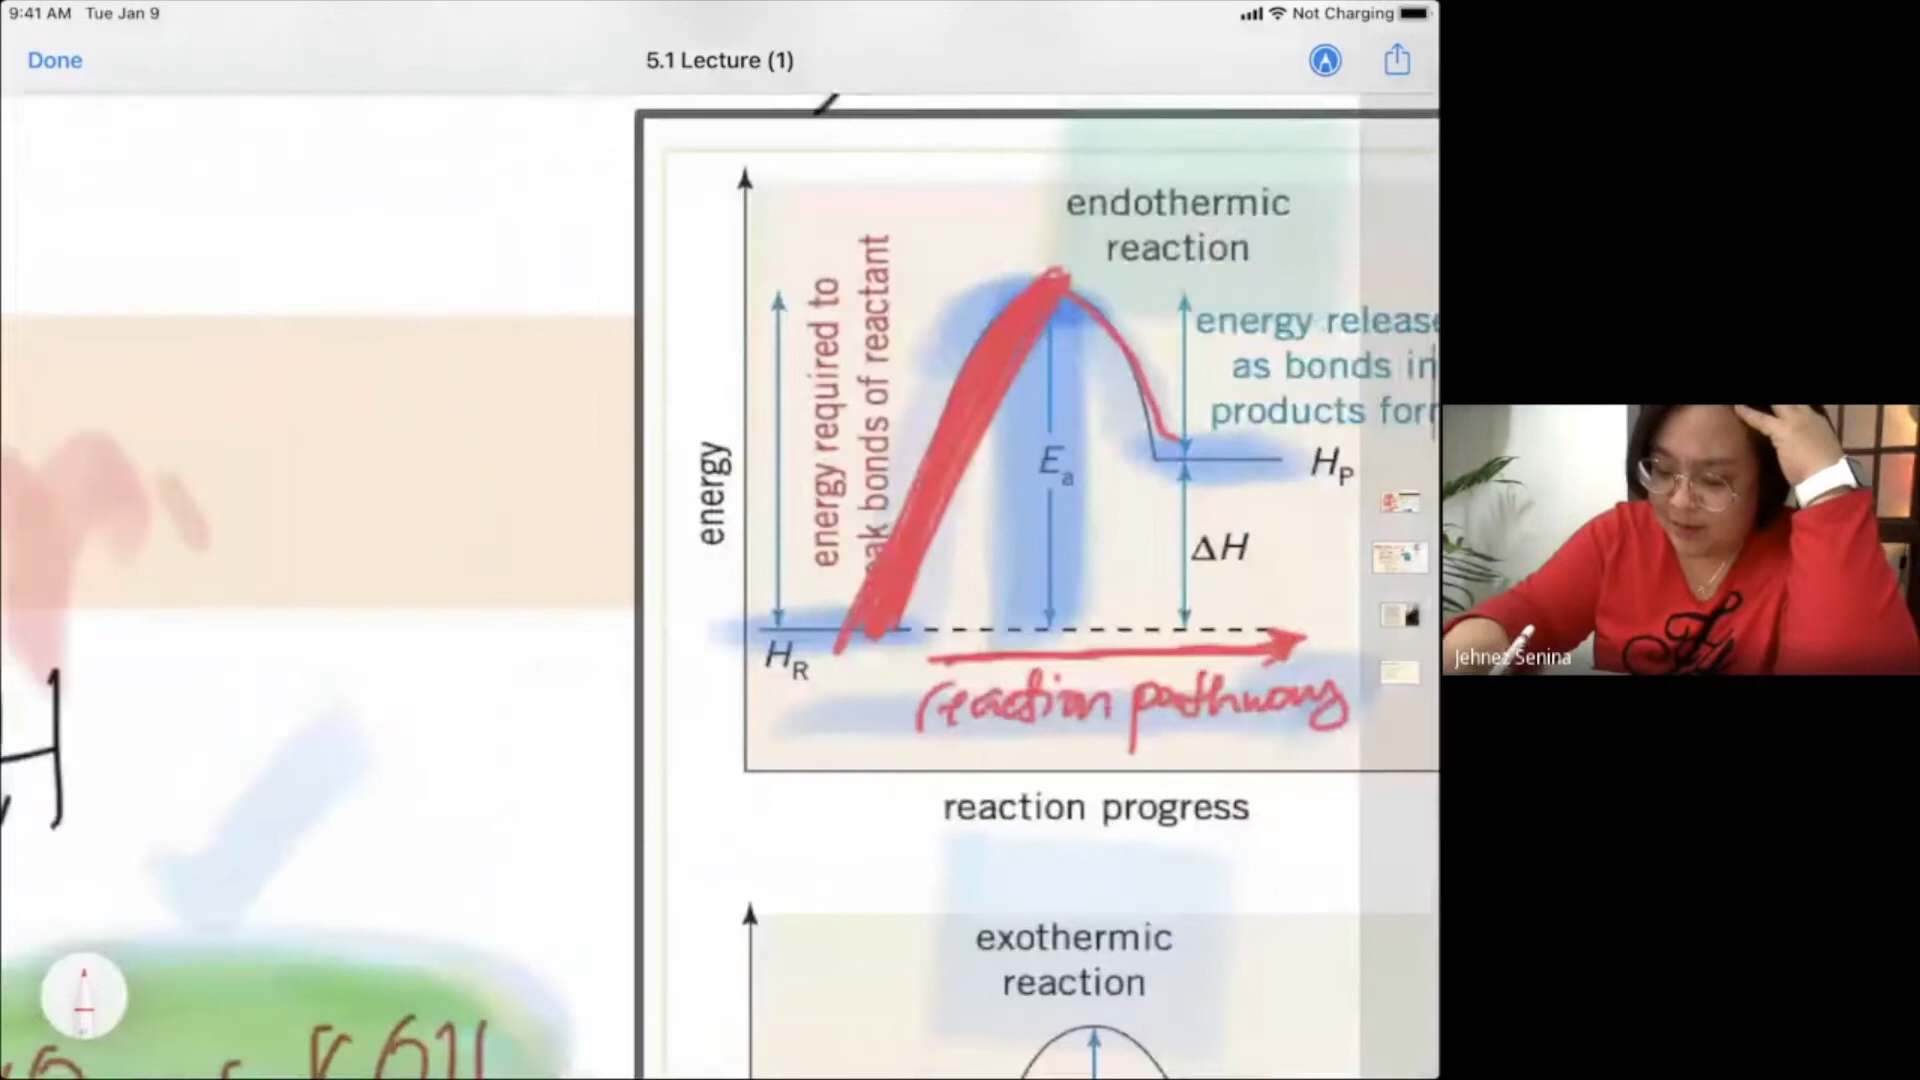 9:41 AM Tue Jan 9
Not Charging
Done
5.1 Lecture (1)
endothermic
reaction
energy required to
eak bonds of reactant
energy release
as bonds in
products for
energy
Ea
HP
ΔH
HR
reaction pathway
reaction progress
exothermic
reaction
Jehnez Senina